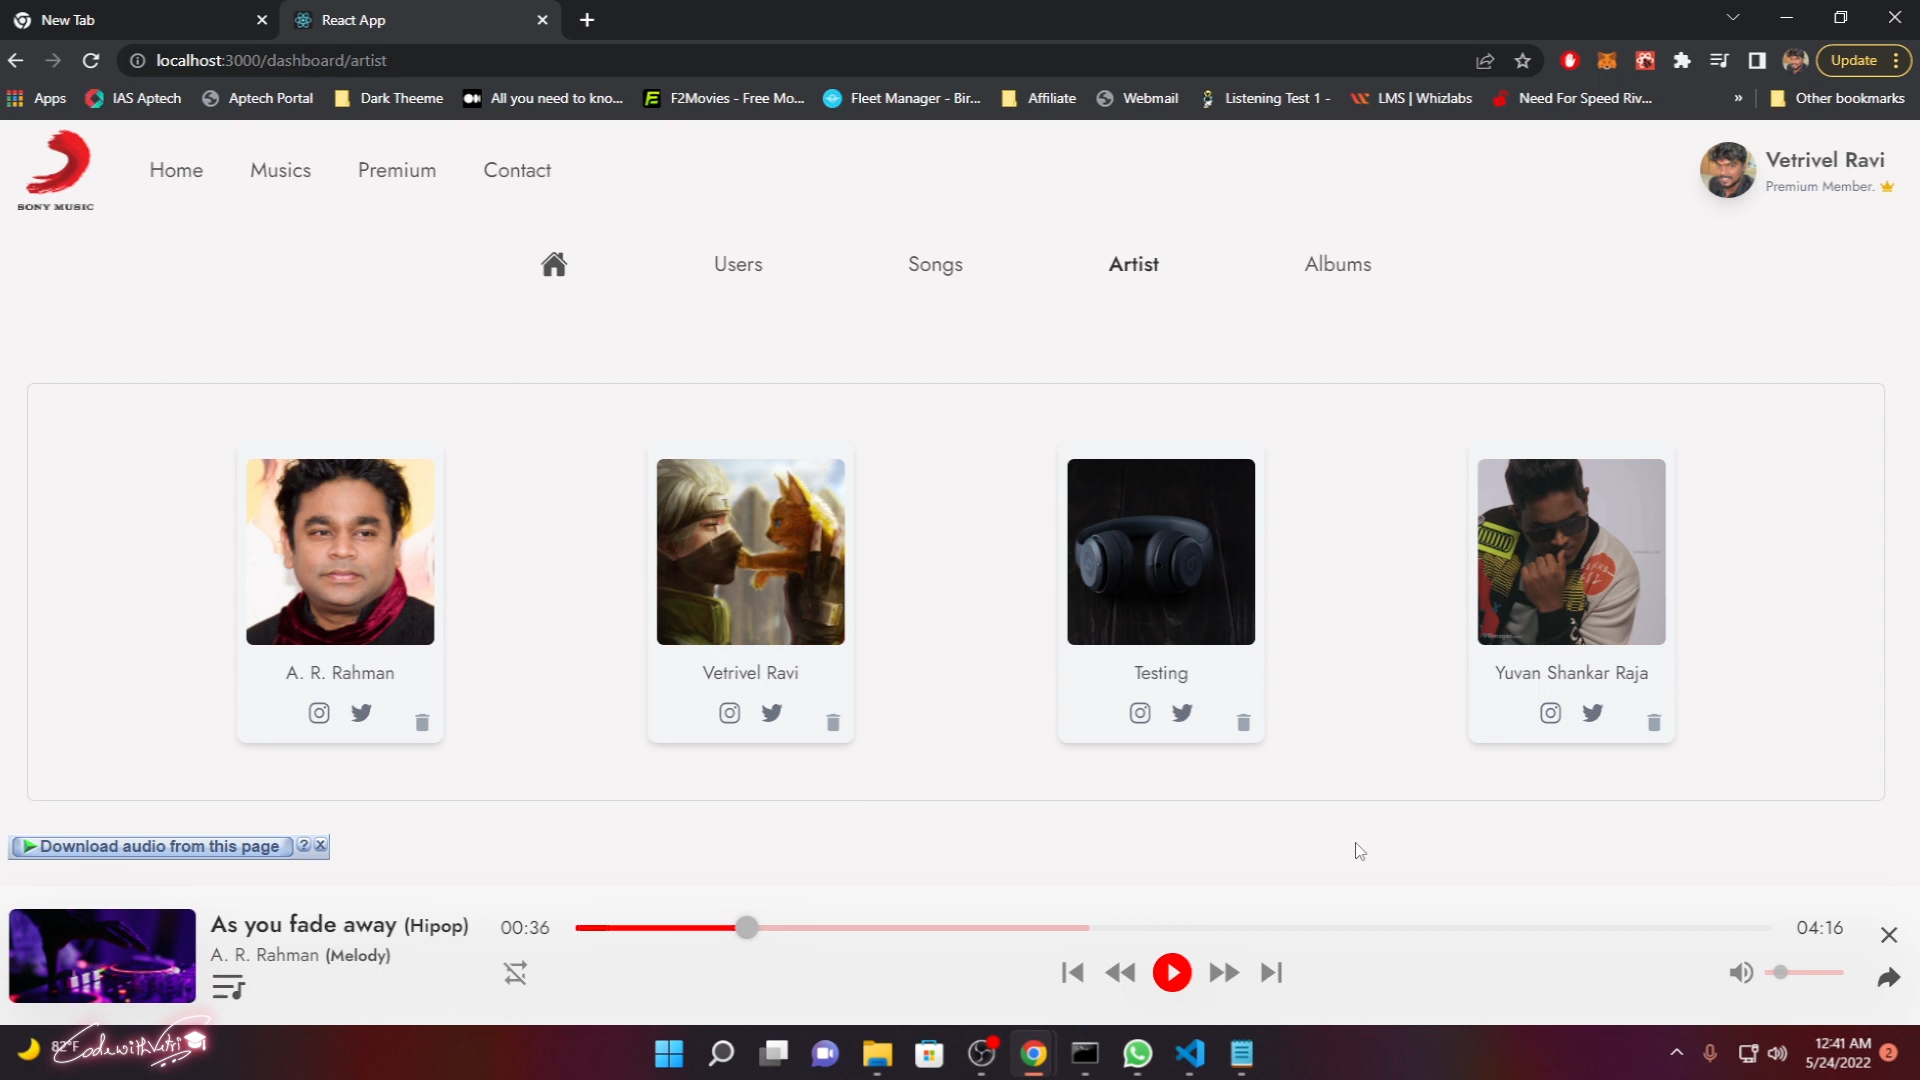 New Tab
React App
localhost:3000/dashboard/artist
Update
Apps
IAS Aptech
Aptech Portal
Dark Theeme
All you need to kno...
F2Movies - Free Mo...
Fleet Manager - Bir...
Affiliate
Webmail
Listening Test 1 -
LMS | Whizlabs
Need For Speed Riv...
»
Other bookmarks
SONY MUSIC
Home
Musics
Premium
Contact
Vetrivel Ravi
Premium Member.
Users
Songs
Artist
Albums
A. R. Rahman
Vetrivel Ravi
Testing
Yuvan Shankar Raja
Download audio from this page
?
X
As you fade away (Hipop)
A. R. Rahman (Melody)
00:36
04:16
82°F
CodewithVetri
12:41 AM
5/24/2022
2